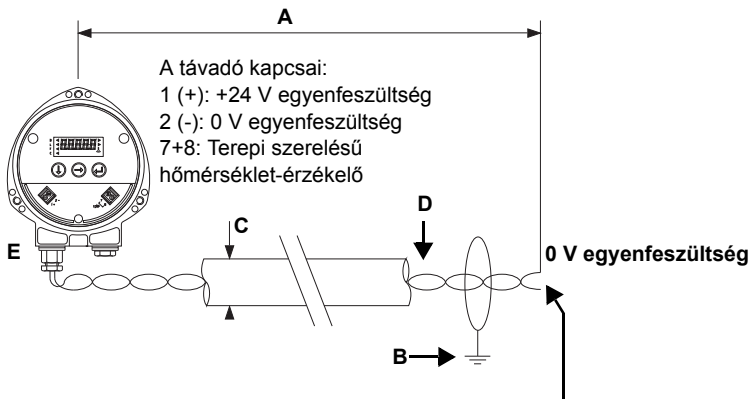 A
A távadó kapcsai:
1 (+): +24 V egyenfeszültség
2 (-): 0 V egyenfeszültség
7+8: Terepi szerelésű
hőmérséklet-érzékelő
D
C
E
0 V egyenfeszültség
B